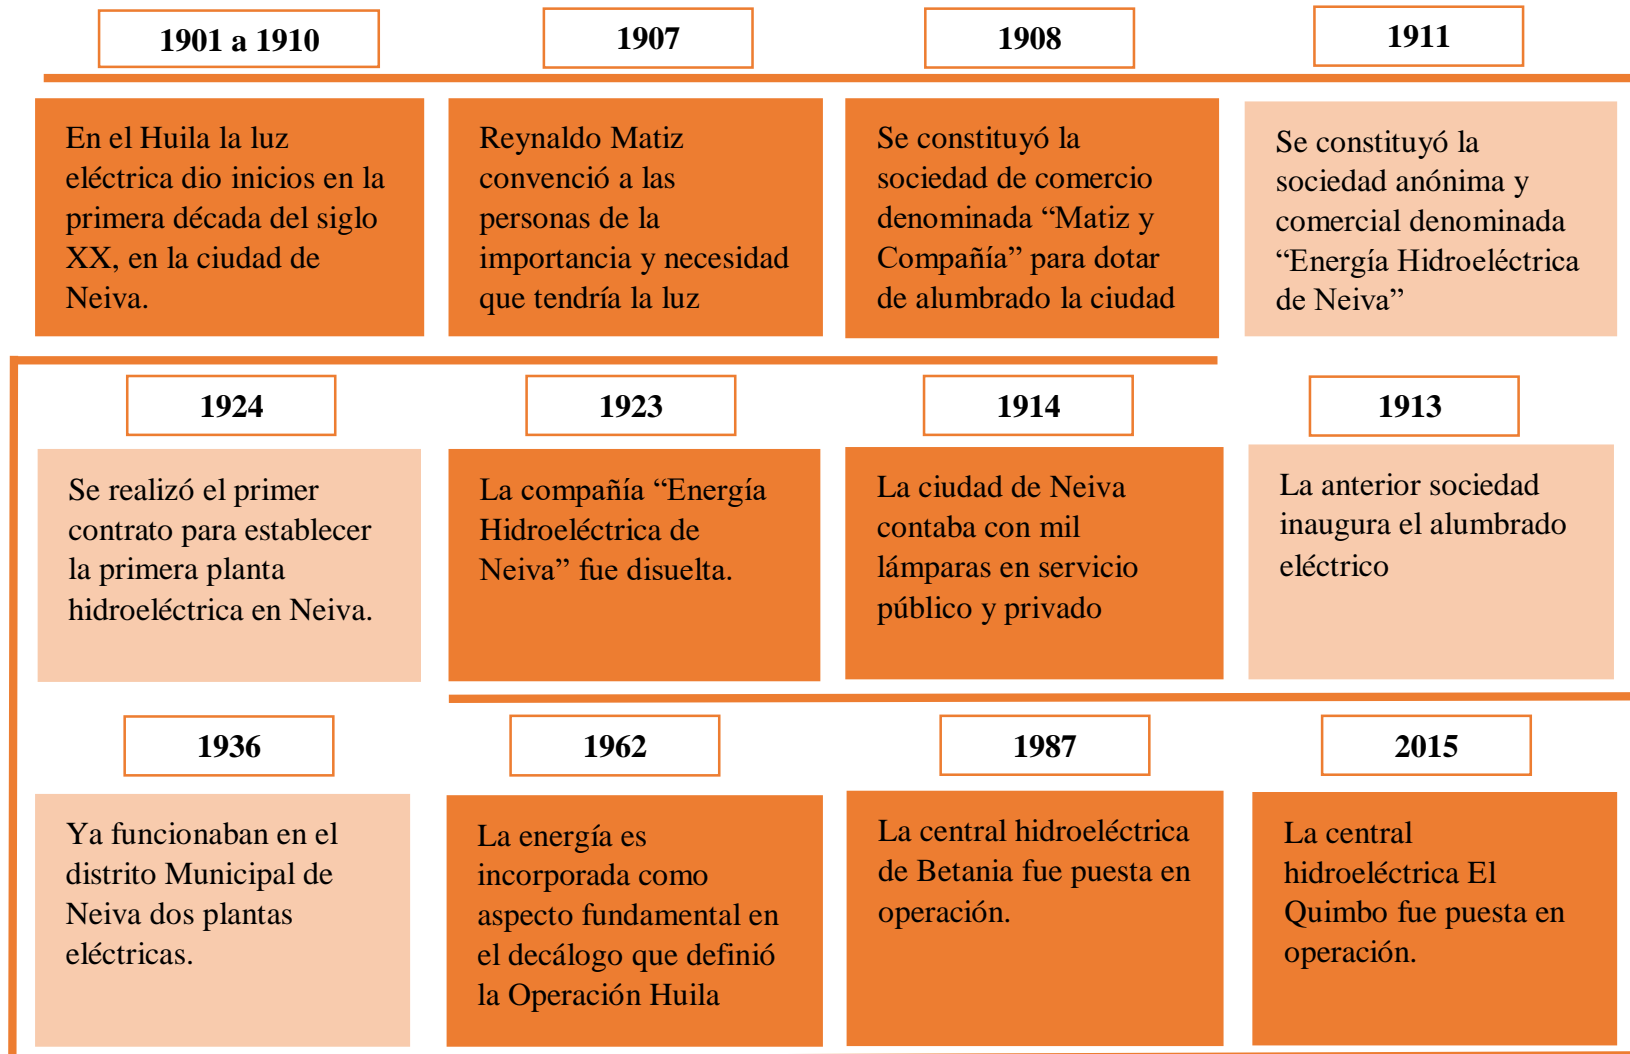 1901 a 1910
En el Huila la luz
eléctrica dio inicios en la
primera década del siglo
XX, en la ciudad de
Neiva.
1907
Reynaldo Matiz
convenció a las
personas de la
importancia y necesidad
que tendría la luz
1908
Se constituyó la
sociedad de comercio
denominada “Matiz y
Compañía” para dotar
de alumbrado la ciudad
1911
Se constituyó la
sociedad anónima y
comercial denominada
“Energía Hidroeléctrica
de Neiva”
1924
Se realizó el primer
contrato para establecer
la primera planta
hidroeléctrica en Neiva.
1923
La compañía “Energía
Hidroeléctrica de
Neiva” fue disuelta.
1914
La ciudad de Neiva
contaba con mil
lámparas en servicio
público y privado
1913
La anterior sociedad
inaugura el alumbrado
eléctrico
1936
Ya funcionaban en el
distrito Municipal de
Neiva dos plantas
eléctricas.
1962
La energía es
incorporada como
aspecto fundamental en
el decálogo que definió
la Operación Huila
1987
La central hidroeléctrica
de Betania fue puesta en
operación.
2015
La central
hidroeléctrica El
Quimbo fue puesta en
operación.